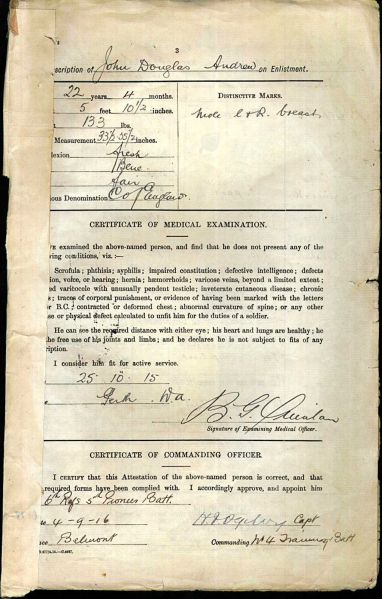 3
scription of John Douglas Andrew on Enlistment.
22 years 4 months.
5 feet 10½ inches.
133 lbs.
Measurement 33½-35½ inches.
lexion Fresh
Blue
Fair
ous Denomination C of England
DISTINCTIVE MARKS.
mole L & R. breast
CERTIFICATE OF MEDICAL EXAMINATION.
VE examined the above-named person, and find that he does not present any of the
wing conditions, viz. :—
Scrofula; phthisis; syphilis; impaired constitution; defective intelligence; defects
ion, voice, or hearing; hernia; hæmorrhoids; varicose veins, beyond a limited extent;
ed varicocele with unusually pendent testicle; inveterate cutaneous disease; chronic
s; traces of corporal punishment, or evidence of having been marked with the letters
r B.C.; contracted or deformed chest; abnormal curvature of spine; or any other
se or physical defect calculated to unfit him for the duties of a soldier.
He can see the required distance with either eye; his heart and lungs are healthy; he
the free use of his joints and limbs; and he declares he is not subject to fits of any
ription.
I consider him fit for active service.
25·10·15
Perth W.a.
Signature of Examining Medical Officer.
CERTIFICATE OF COMMANDING OFFICER.
I CERTIFY that this Attestation of the above-named person is correct, and that
required forms have been complied with. I accordingly approve, and appoint him
6th Rfs 5th Pioneer Batt.
4-9-16
Capt
Belmont
Commanding No 4 Training Batt